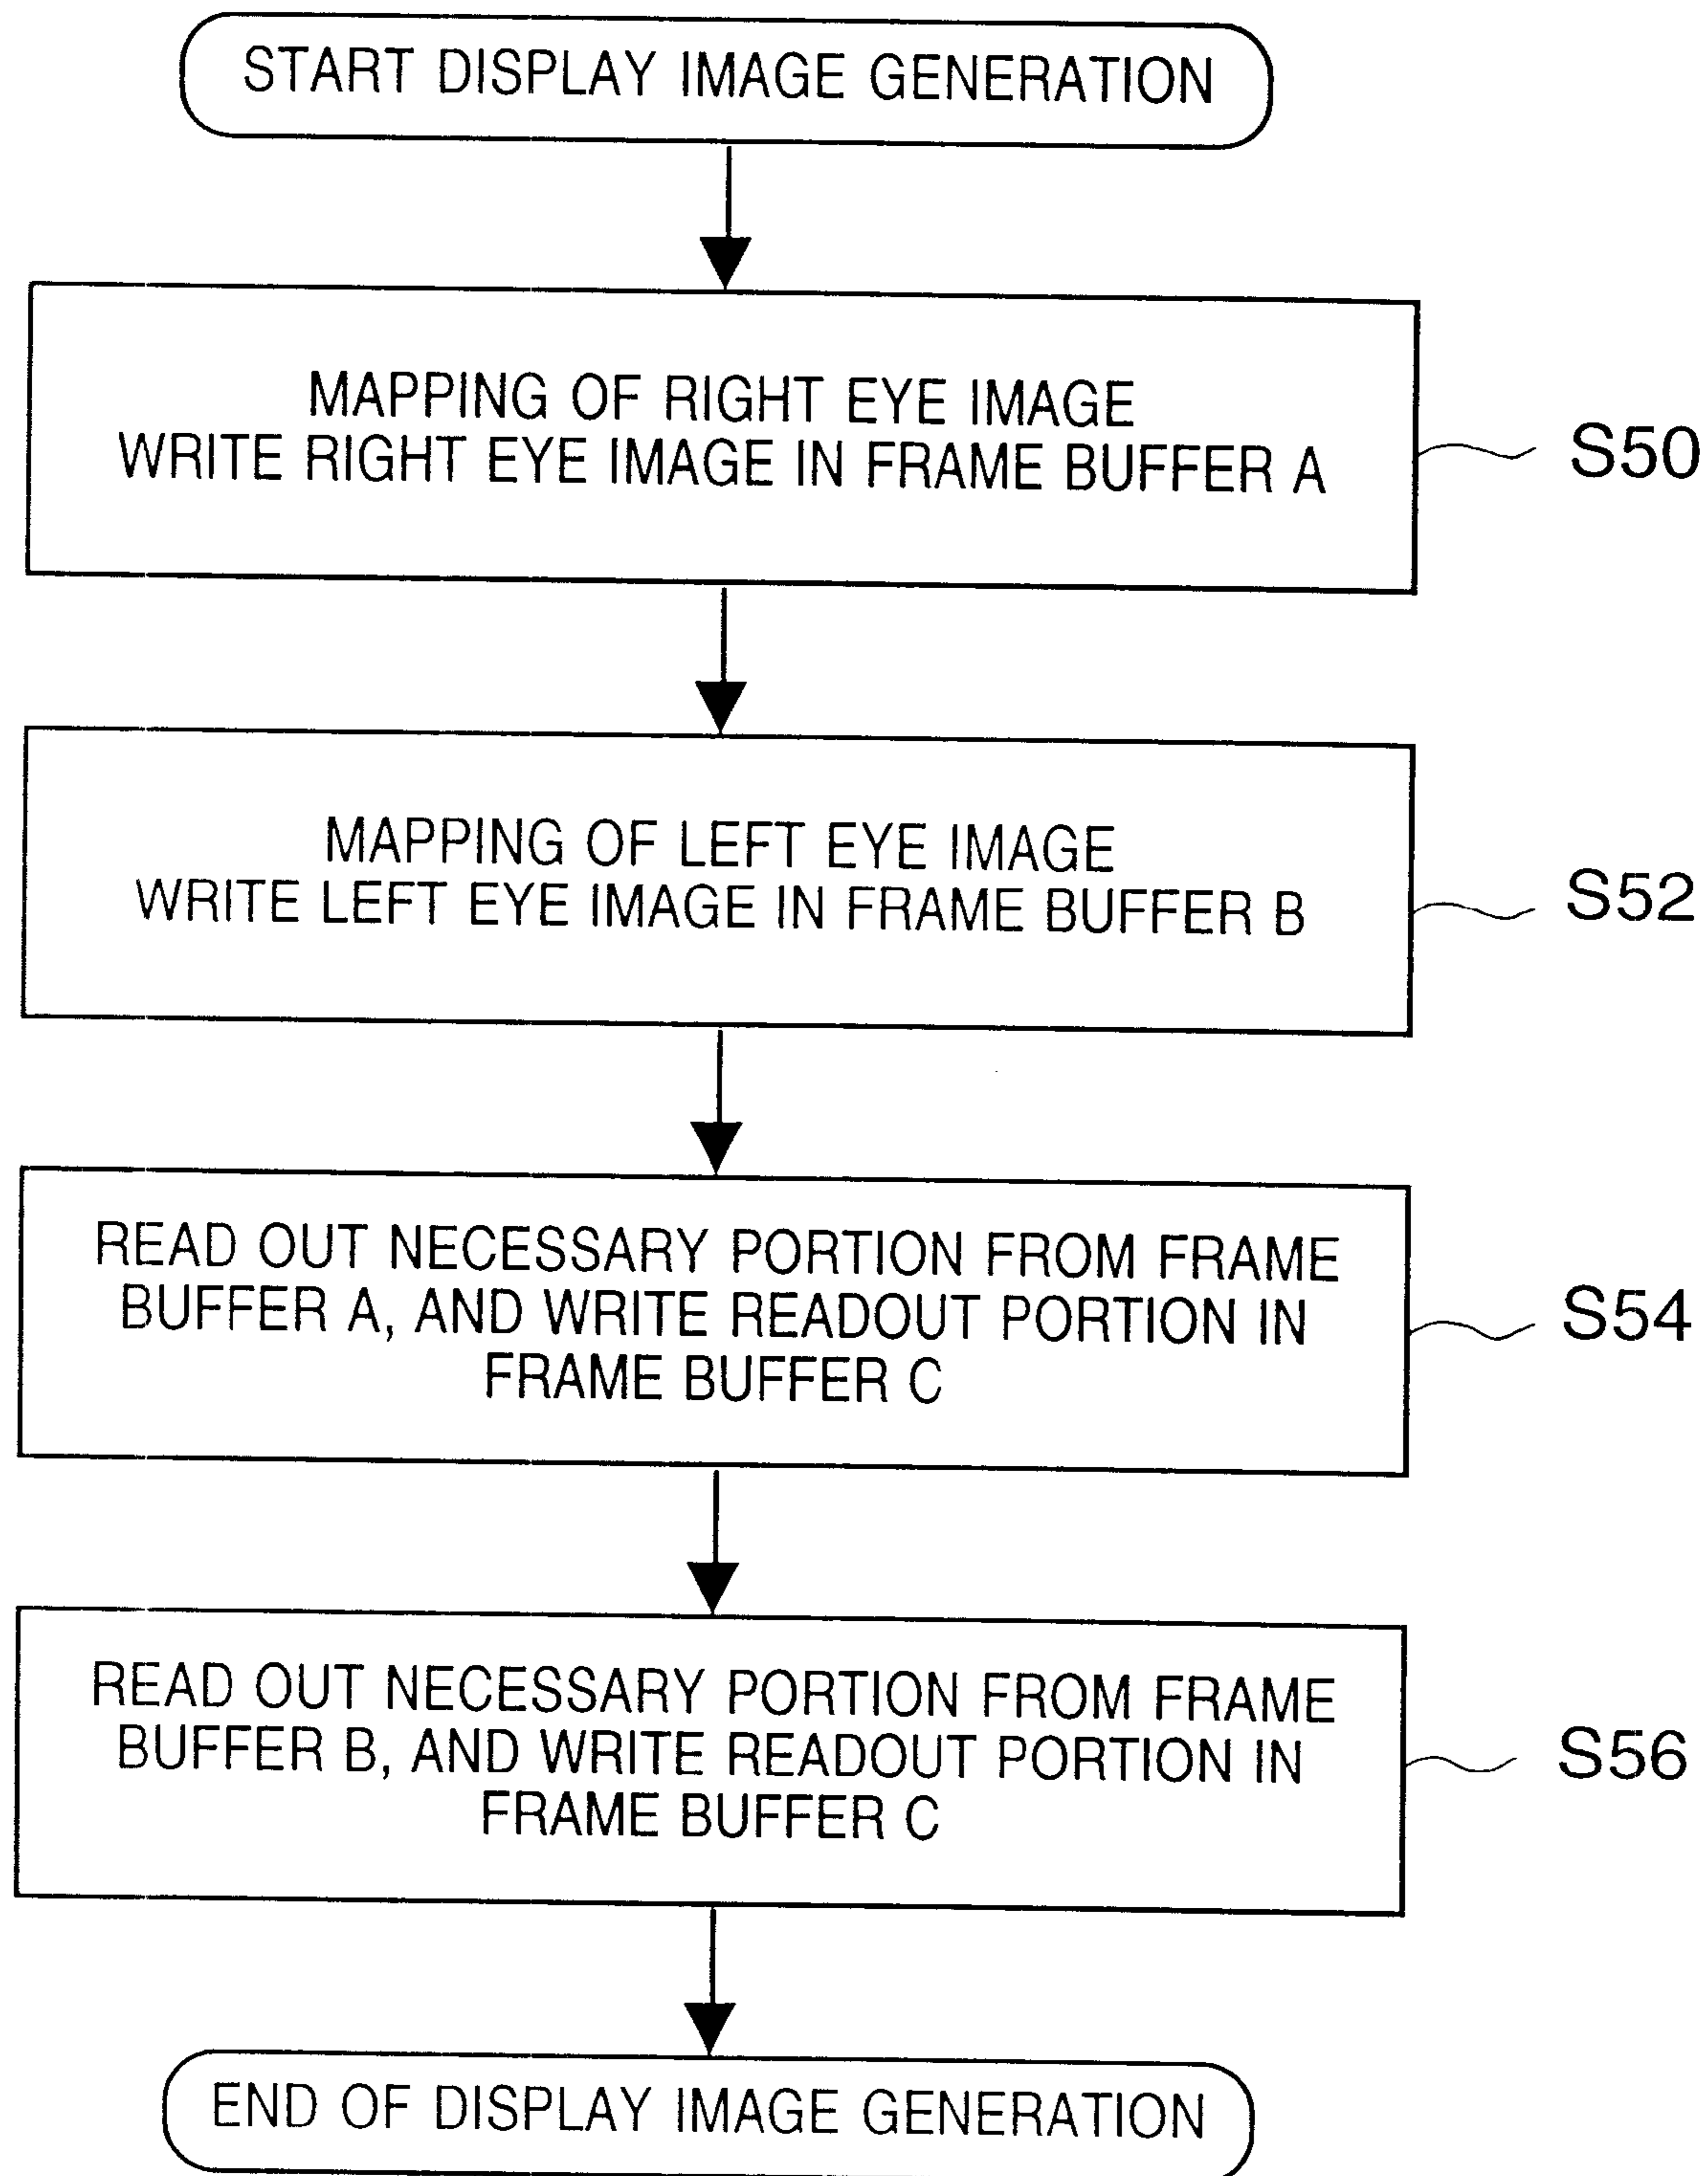 START DISPLAY IMAGE GENERATION
MAPPING OF RIGHT EYE IMAGE
WRITE RIGHT EYE IMAGE IN FRAME BUFFER A
S50
MAPPING OF LEFT EYE IMAGE
WRITE LEFT EYE IMAGE IN FRAME BUFFER B
S52
READ OUT NECESSARY PORTION FROM FRAME
BUFFER A, AND WRITE READOUT PORTION IN
FRAME BUFFER C
S54
READ OUT NECESSARY PORTION FROM FRAME
BUFFER B, AND WRITE READOUT PORTION IN
FRAME BUFFER C
S56
END OF DISPLAY IMAGE GENERATION